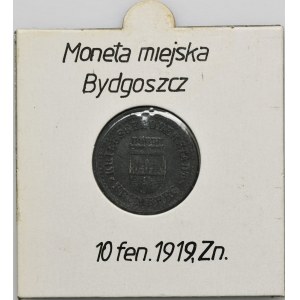 Moneta miejska
Bydgoszcz
10 fen. 1919, Zn.